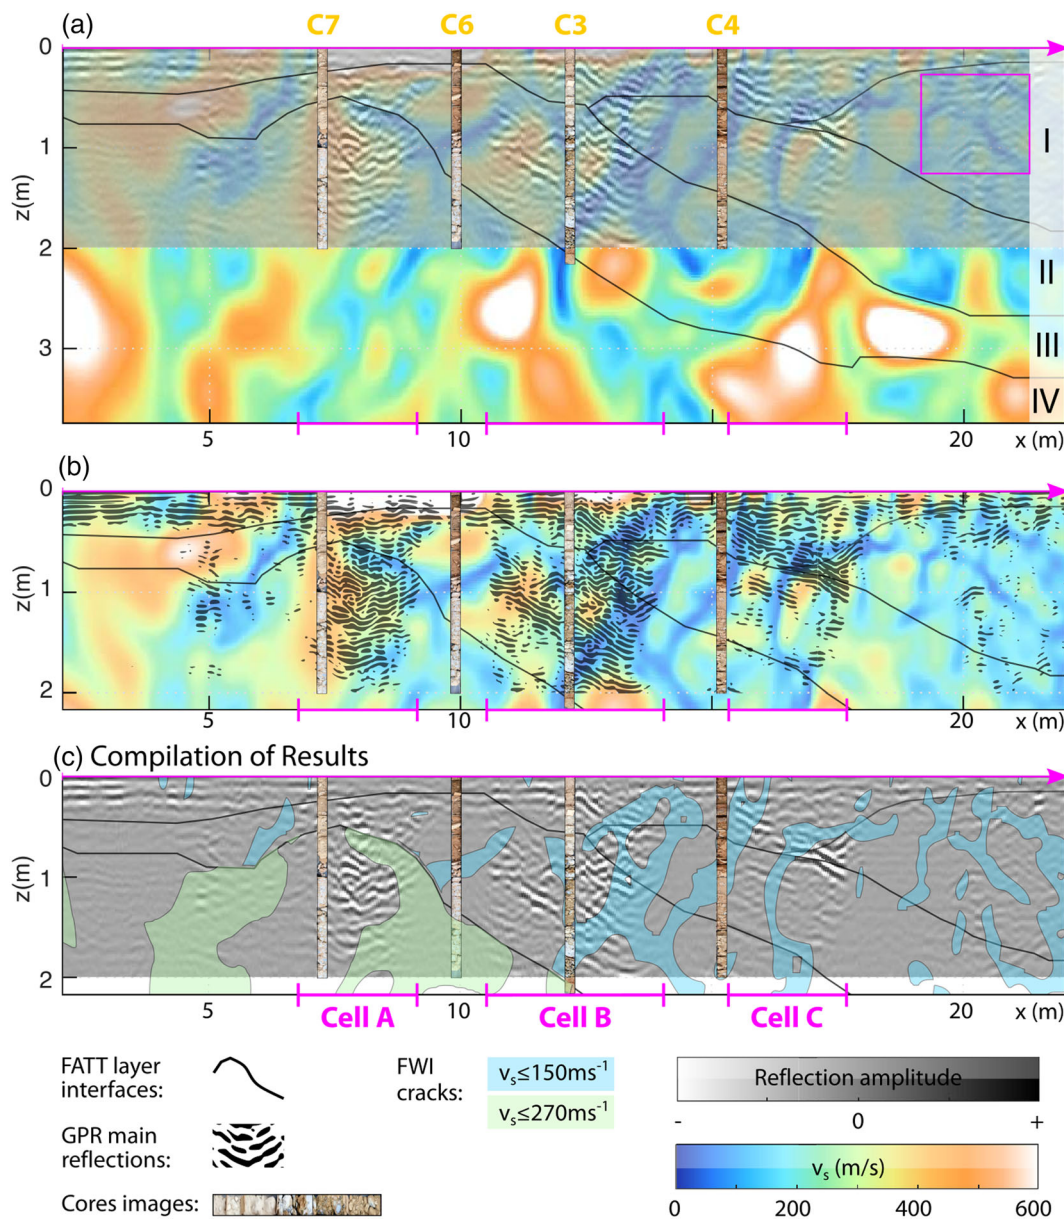 (a)
C7 C6 C3 C4
0
1
2
3
z(m)
I
II
III
IV
5 10 20 x (m)
(b)
0
1
2
z(m)
5 10 20 x (m)
(c) Compilation of Results
0
1
2
z(m)
5 10 20 x (m)
Cell A Cell B Cell C
FATT layer
interfaces:
GPR main
reflections:
Cores images:
FWI
cracks:
vₛ≤150ms⁻¹
vₛ≤270ms⁻¹
Reflection amplitude
- 0 +
vₛ (m/s)
0 200 400 600